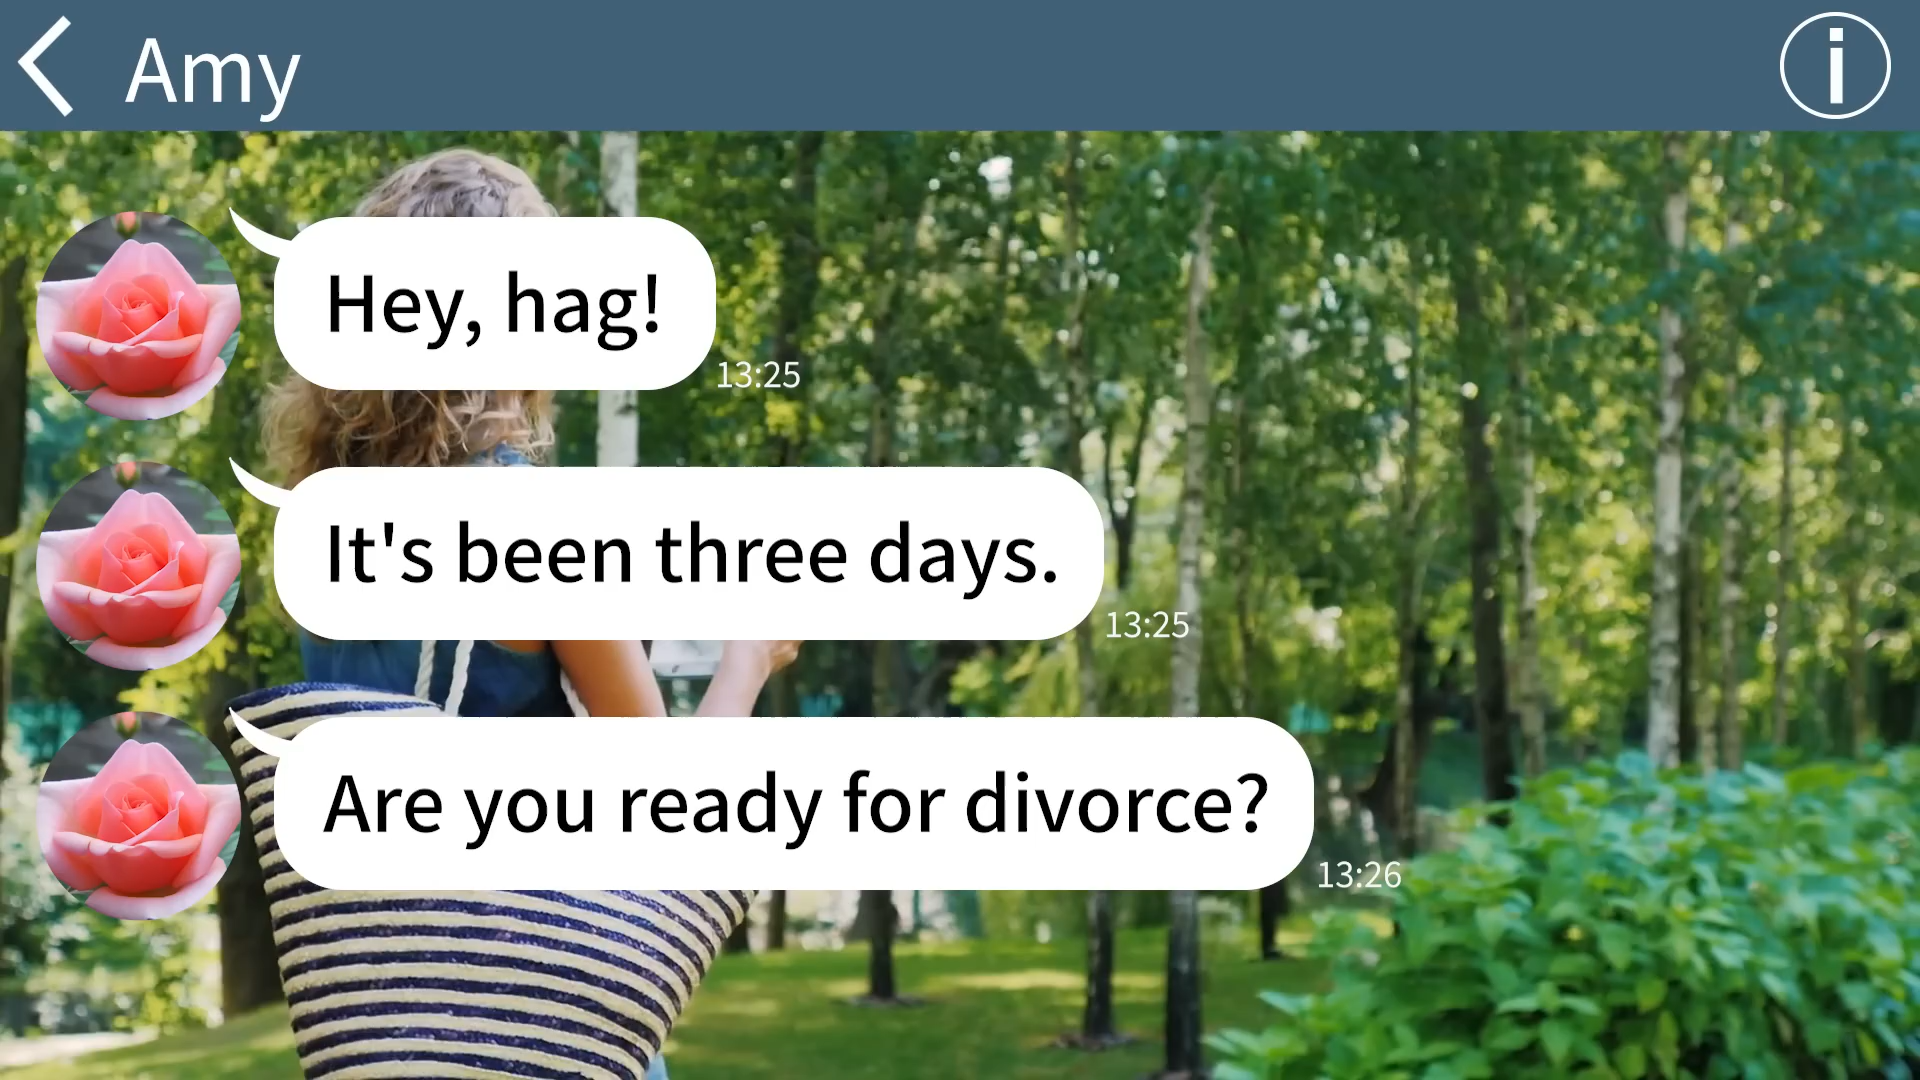 Amy
Hey, hag!
13:25
It's been three days.
13:25
Are you ready for divorce?
13:26